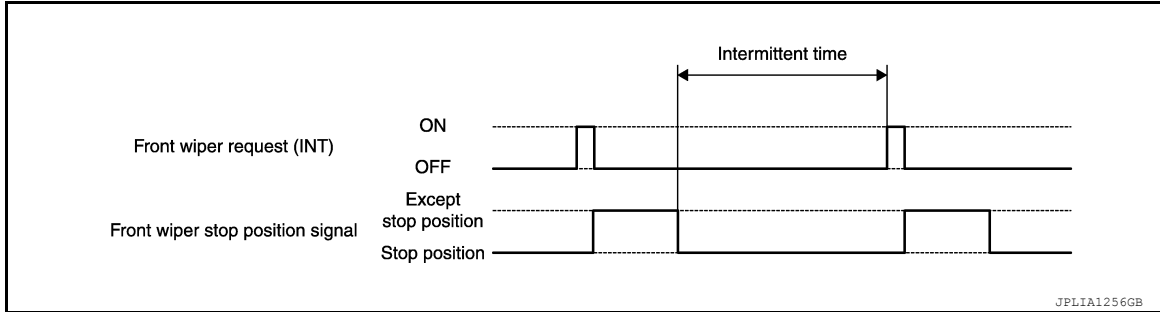 Intermittent time
ON
Front wiper request (INT)
OFF
Except
stop position
Front wiper stop position signal
Stop position
JPLIA1256GB